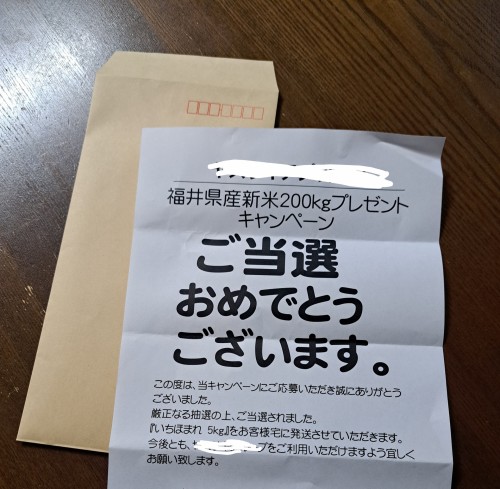 福井県産新米200kgプレゼント
キャンペーン
ご当選
おめでとう
ございます。
この度は、当キャンペーンにご応募いただき誠にありがとう
ございました。
厳正なる抽選の上、ご当選されました。
『いちほまれ 5kg』をお客様宅に発送させていただきます。
今後とも、をご利用いただけますよう宜しく
お願い致します。